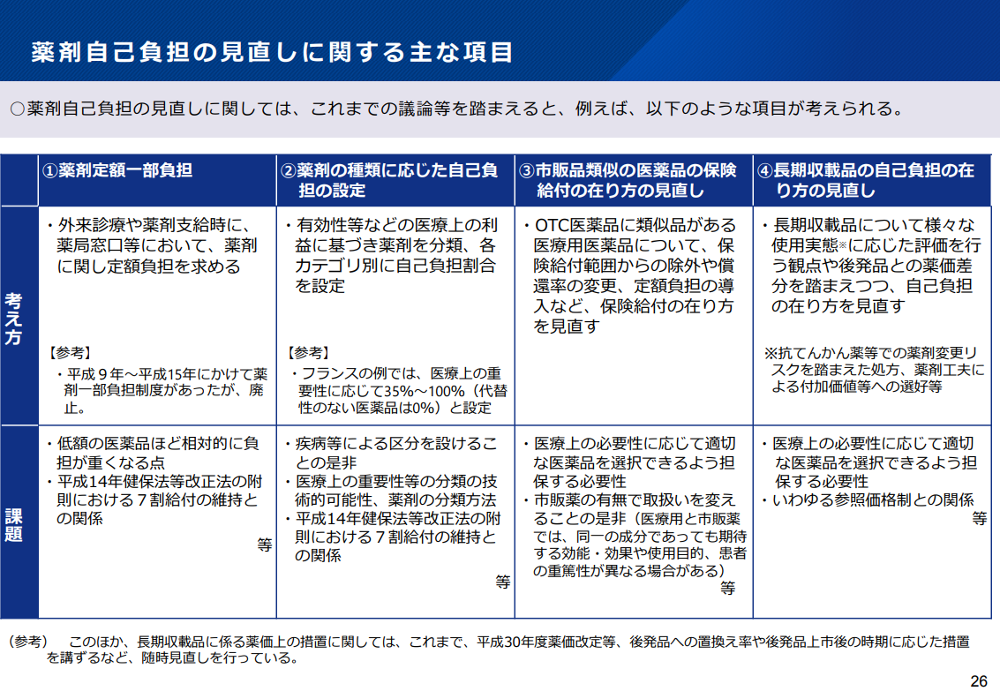 薬剤自己負担の見直しに関する主な項目
○薬剤自己負担の見直しに関しては、これまでの議論等を踏まえると、例えば、以下のような項目が考えられる。
①薬剤定額一部負担
②薬剤の種類に応じた自己負
担の設定
③市販品類似の医薬品の保険
給付の在り方の見直し
④長期収載品の自己負担の在
り方の見直し
考え方
・外来診療や薬剤支給時に、
薬局窓口等において、薬剤
に関し定額負担を求める
【参考】
・平成９年～平成15年にかけて薬
剤一部負担制度があったが、廃
止。
・有効性等などの医療上の利
益に基づき薬剤を分類、各
カテゴリ別に自己負担割合
を設定
【参考】
・フランスの例では、医療上の重
要性に応じて35%～100%（代替
性のない医薬品は0%）と設定
・OTC医薬品に類似品がある
医療用医薬品について、保
険給付範囲からの除外や償
還率の変更、定額負担の導
入など、保険給付の在り方
を見直す
・長期収載品について様々な
使用実態※に応じた評価を行
う観点や後発品との薬価差
分を踏まえつつ、自己負担
の在り方を見直す
※抗てんかん薬等での薬剤変更リ
スクを踏まえた処方、薬剤工夫に
よる付加価値等への選好等
課題
・低額の医薬品ほど相対的に負
担が重くなる点
・平成14年健保法等改正法の附
則における７割給付の維持と
の関係
等
・疾病等による区分を設けるこ
との是非
・医療上の重要性等の分類の技
術的可能性、薬剤の分類方法
・平成14年健保法等改正法の附
則における７割給付の維持と
の関係
等
・医療上の必要性に応じて適切
な医薬品を選択できるよう担
保する必要性
・市販薬の有無で取扱いを変え
ることの是非（医療用と市販薬
では、同一の成分であっても期待
する効能・効果や使用目的、患者
の重篤性が異なる場合がある）
等
・医療上の必要性に応じて適切
な医薬品を選択できるよう担
保する必要性
・いわゆる参照価格制との関係
等
（参考）　このほか、長期収載品に係る薬価上の措置に関しては、これまで、平成30年度薬価改定等、後発品への置換え率や後発品上市後の時期に応じた措置
を講ずるなど、随時見直しを行っている。
26